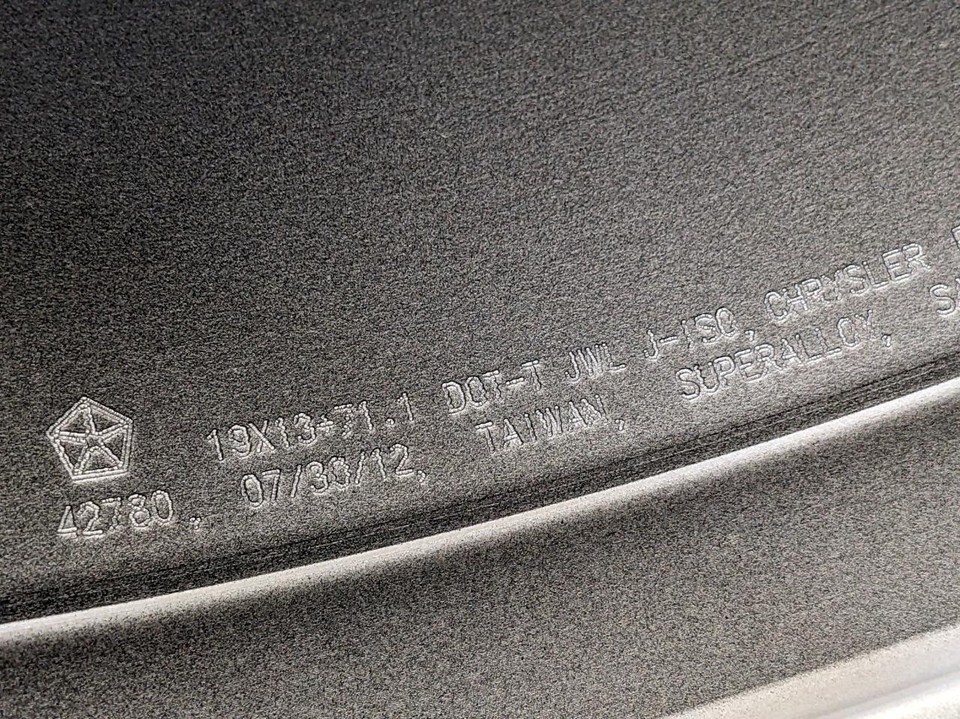 19X13+71.1 DOT-T JWL J-ISO, CHRYSLER
42780, 07/30/12, TAIWAN, SUPERALLOY,